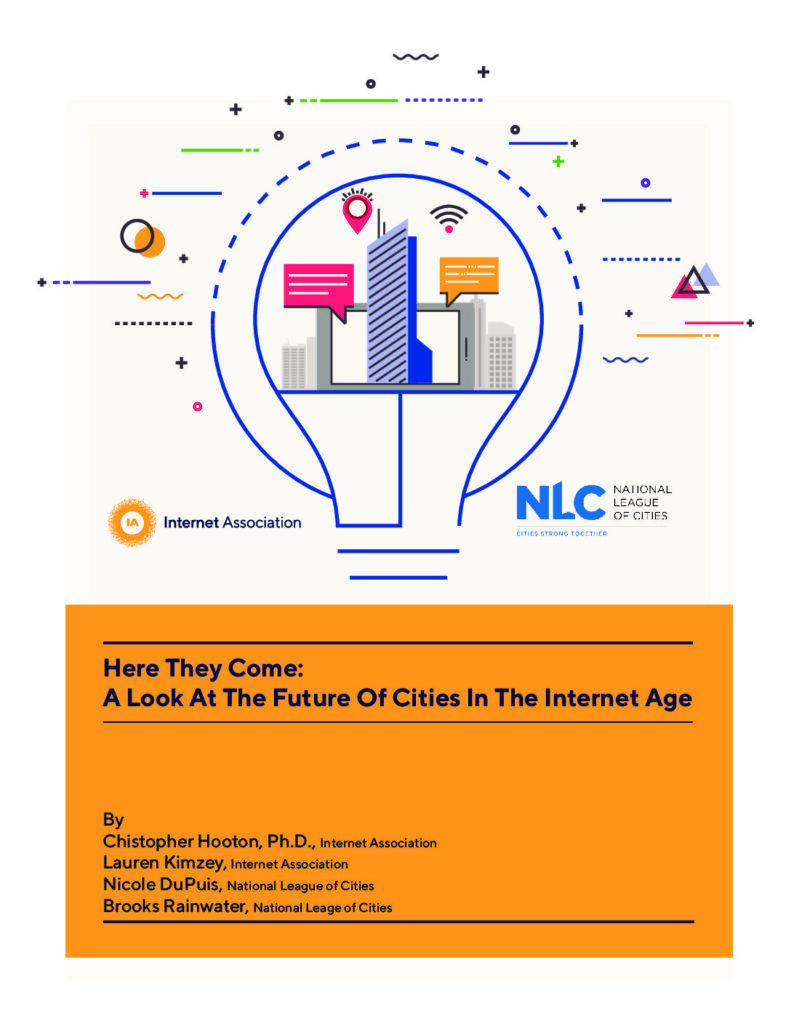 IA
Internet Association
NLC
NATIONAL
LEAGUE
OF CITIES
CITIES STRONG TOGETHER
Here They Come:
A Look At The Future Of Cities In The Internet Age
By
Chistopher Hooton, Ph.D., Internet Association
Lauren Kimzey, Internet Association
Nicole DuPuis, National League of Cities
Brooks Rainwater, National Leage of Cities